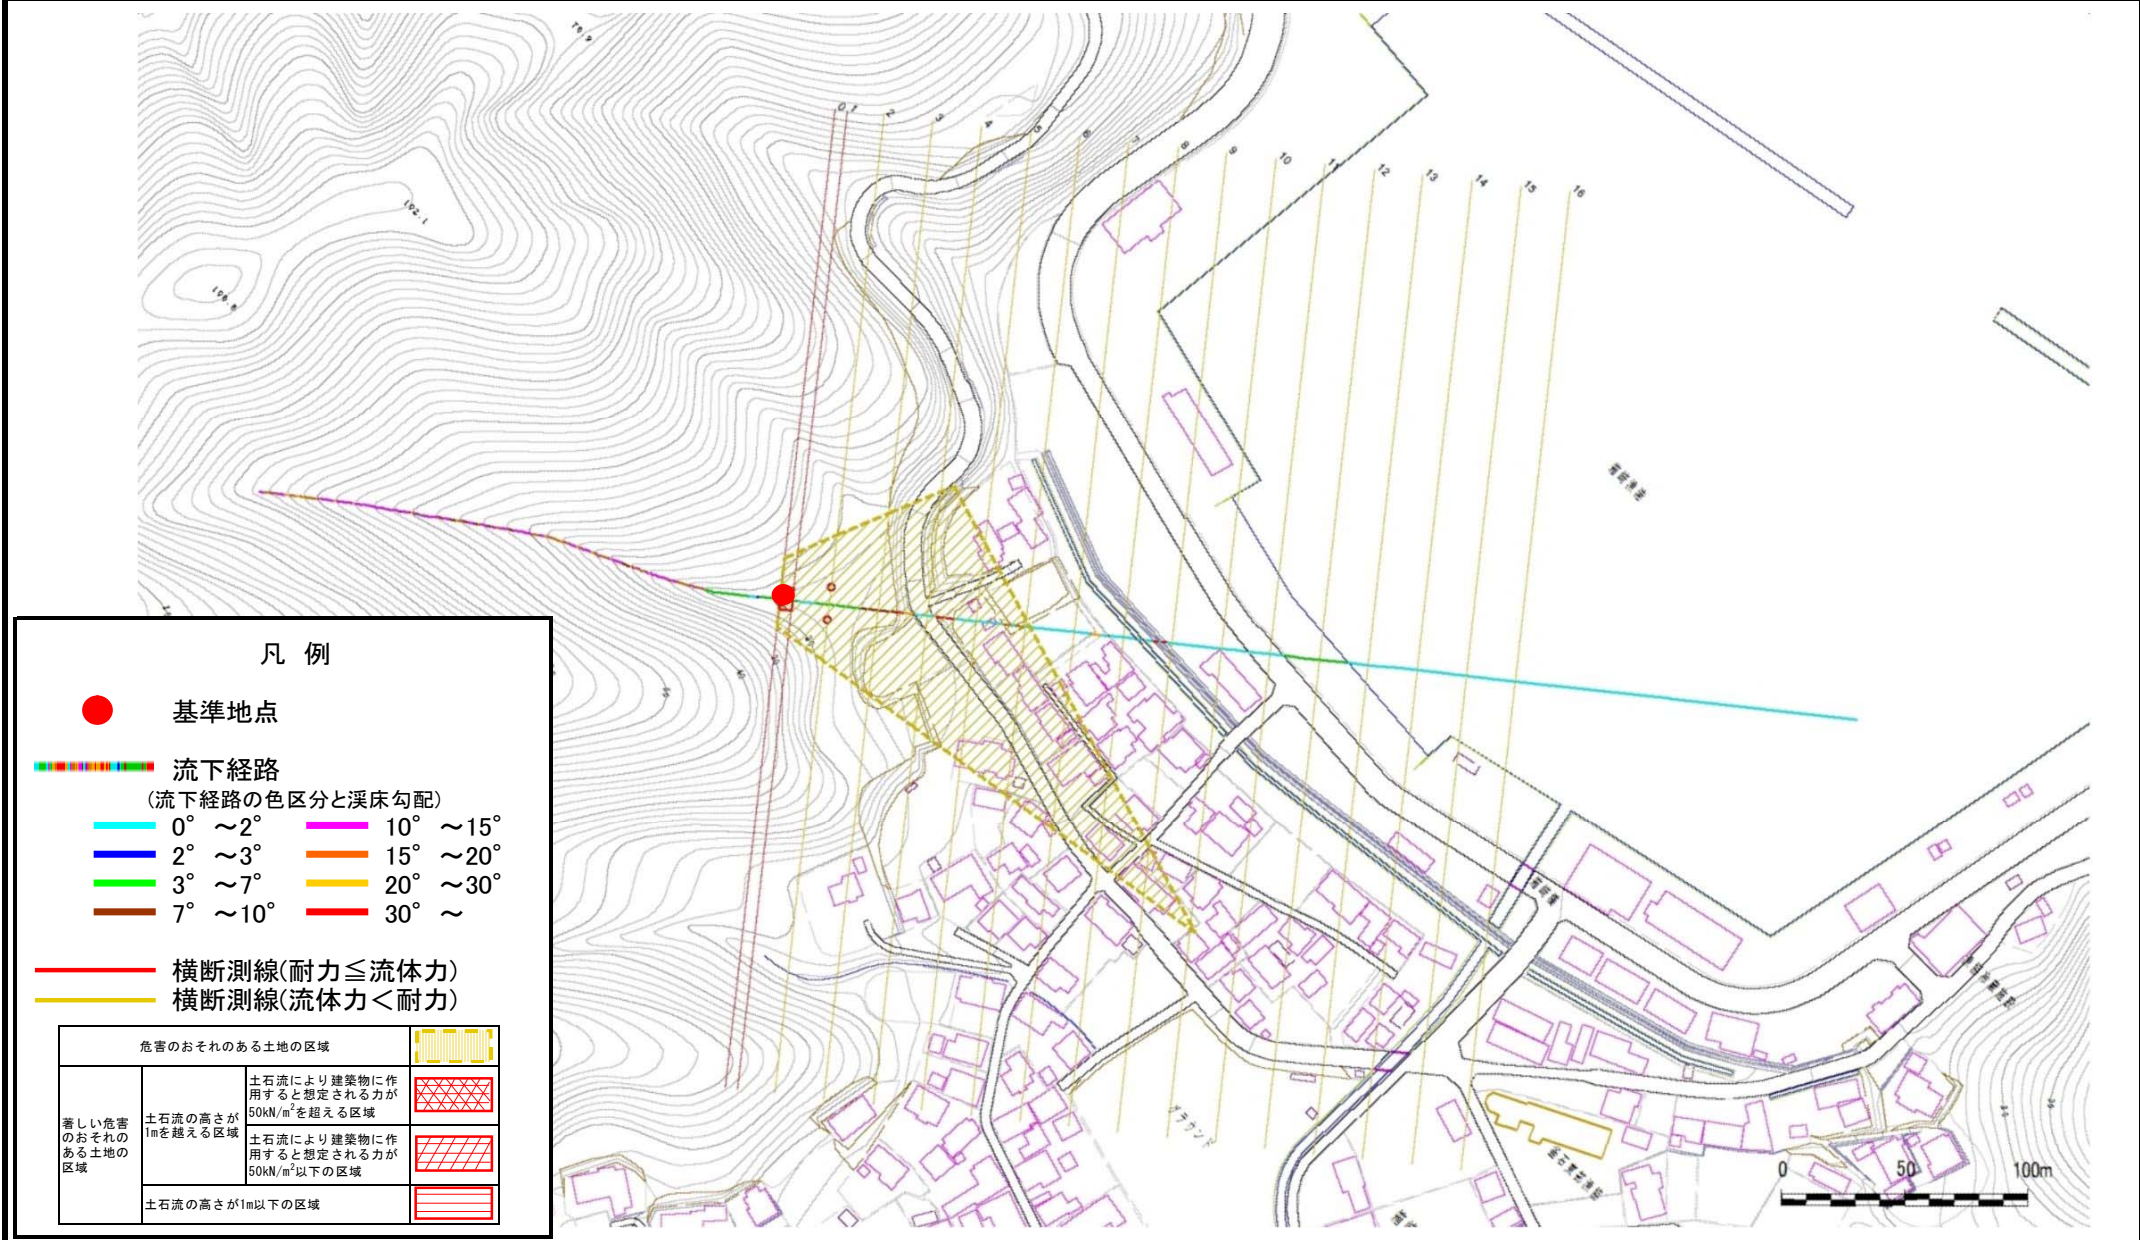 0 1 2 3 4 5 6 7 8 9 10 11 12 13 14 15 16
192.1
凡 例
基準地点
流下経路
(流下経路の色区分と渓床勾配)
0° ~2° 10° ~15°
2° ~3° 15° ~20°
3° ~7° 20° ~30°
7° ~10° 30° ~
横断測線(耐力≦流体力)
横断測線(流体力<耐力)
危害のおそれのある土地の区域
著しい危害
のおそれの
ある土地の
区域
土石流の高さが
1mを越える区域
土石流により建築物に作
用すると想定される力が
50kN/m²を超える区域
土石流により建築物に作
用すると想定される力が
50kN/m²以下の区域
土石流の高さが1m以下の区域
グラウンド
0 50 100m